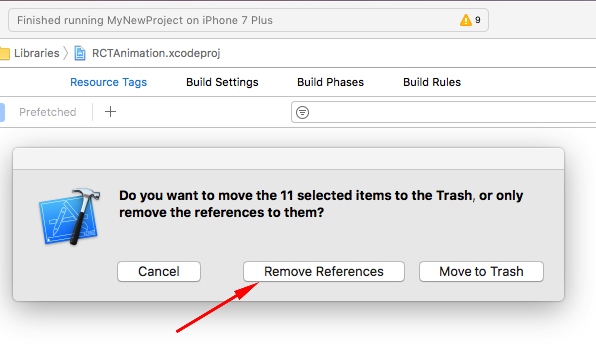 Finished running MyNewProject on iPhone 7 Plus
9
Libraries
RCTAnimation.xcodeproj
Resource Tags
Build Settings
Build Phases
Build Rules
Prefetched
Do you want to move the 11 selected items to the Trash, or only
remove the references to them?
Cancel
Remove References
Move to Trash